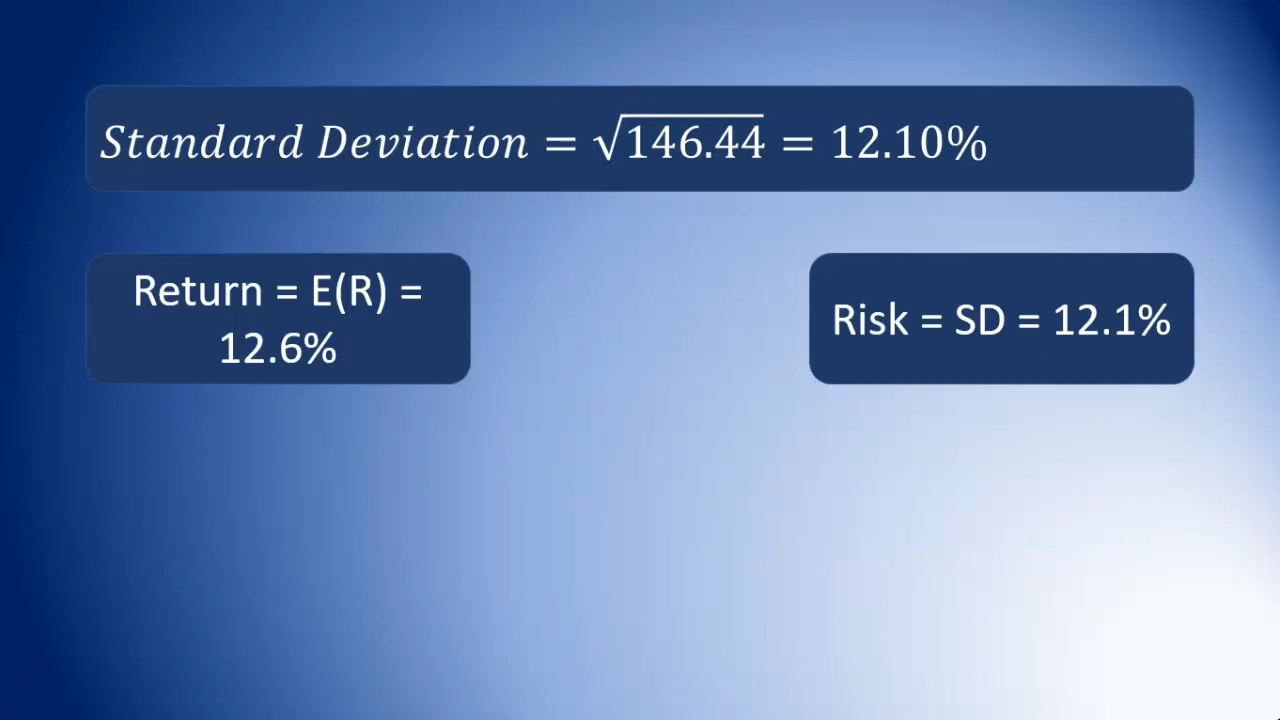 Standard Deviation = √146.44 = 12.10%
Return = E(R) =
12.6%
Risk = SD = 12.1%